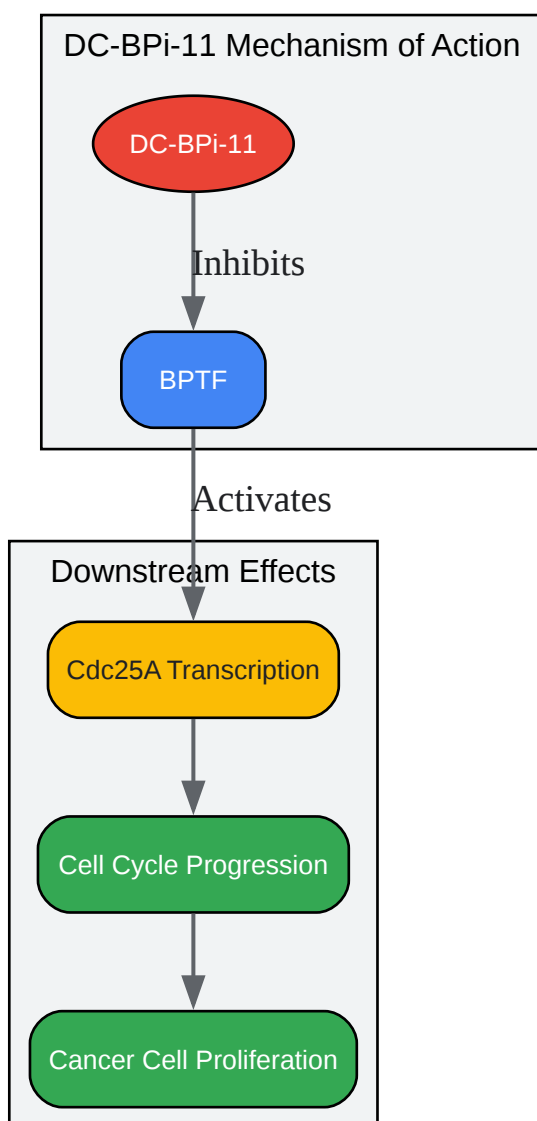 DC-BPi-11 Mechanism of Action
DC-BPi-11
Inhibits
BPTF
Activates
Downstream Effects
Cdc25A Transcription
Cell Cycle Progression
Cancer Cell Proliferation